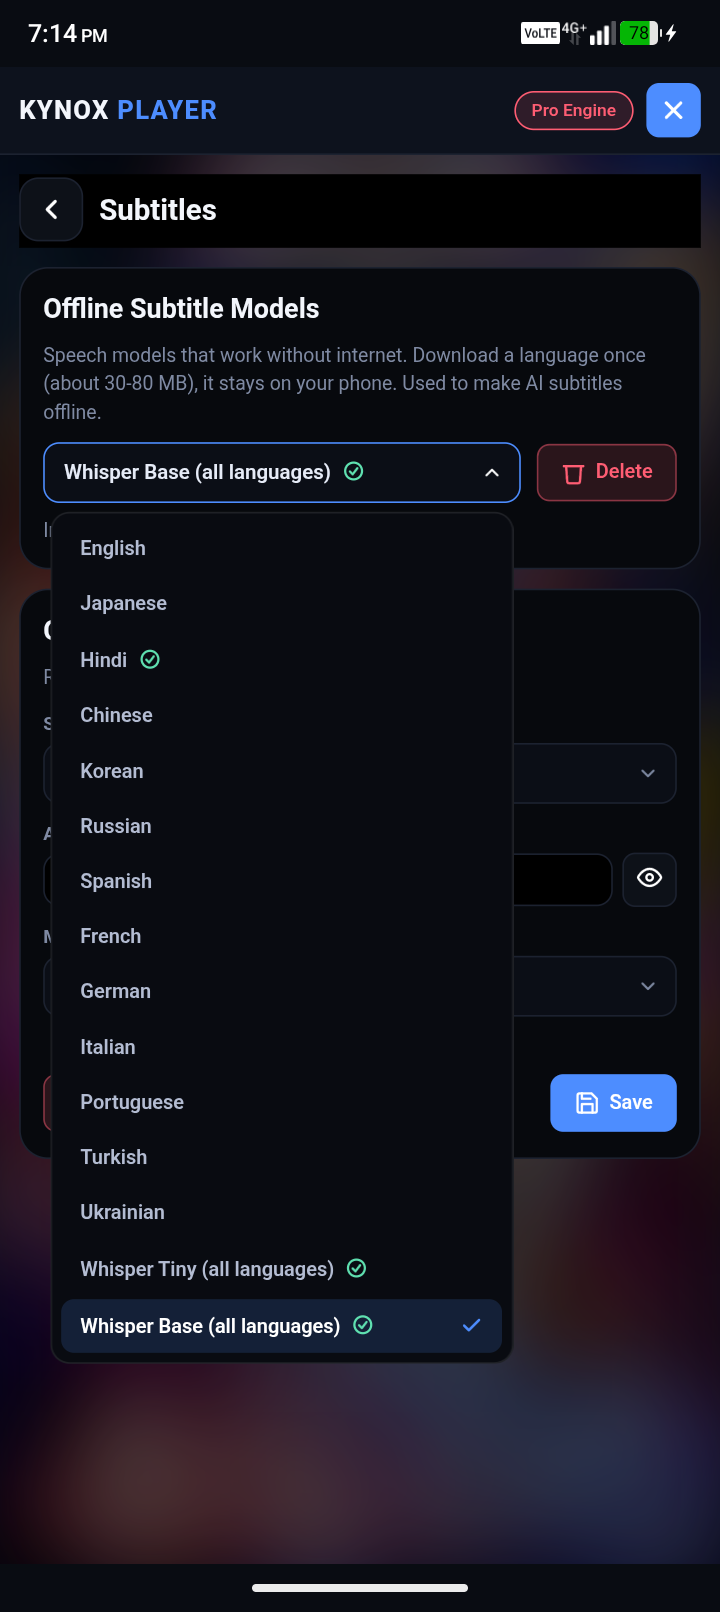 7:14 PM
VoLTE 4G+ 78
KYNOX PLAYER
Pro Engine
Subtitles
Offline Subtitle Models
Speech models that work without internet. Download a language once
(about 30-80 MB), it stays on your phone. Used to make AI subtitles
offline.
Whisper Base (all languages)
Delete
English
Japanese
Hindi
Chinese
Korean
Russian
Spanish
French
German
Italian
Portuguese
Turkish
Ukrainian
Whisper Tiny (all languages)
Whisper Base (all languages)
Save